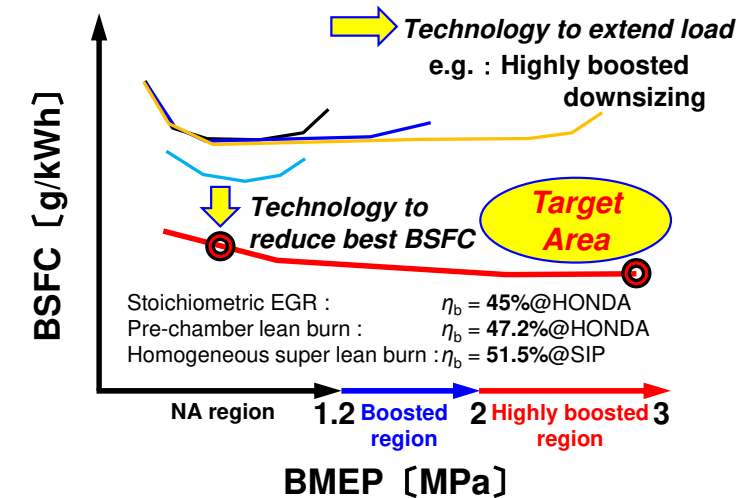 Technology to extend load
e.g. : Highly boosted
downsizing
BSFC〔g/kWh〕
Technology to
reduce best BSFC
Target
Area
Stoichiometric EGR : ηb = 45%@HONDA
Pre-chamber lean burn : ηb = 47.2%@HONDA
Homogeneous super lean burn : ηb = 51.5%@SIP
NA region
1.2
Boosted
region
2
Highly boosted
region
3
BMEP〔MPa〕